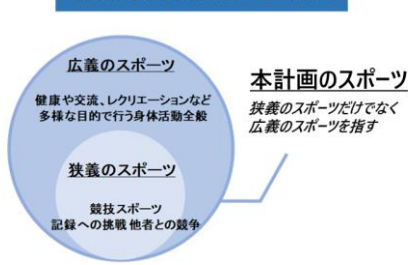 広義のスポーツ
健康や交流、レクリエーションなど
多様な目的で行う身体活動全般
狭義のスポーツ
競技スポーツ
記録への挑戦 他者との競争
本計画のスポーツ
狭義のスポーツだけでなく
広義のスポーツを指す